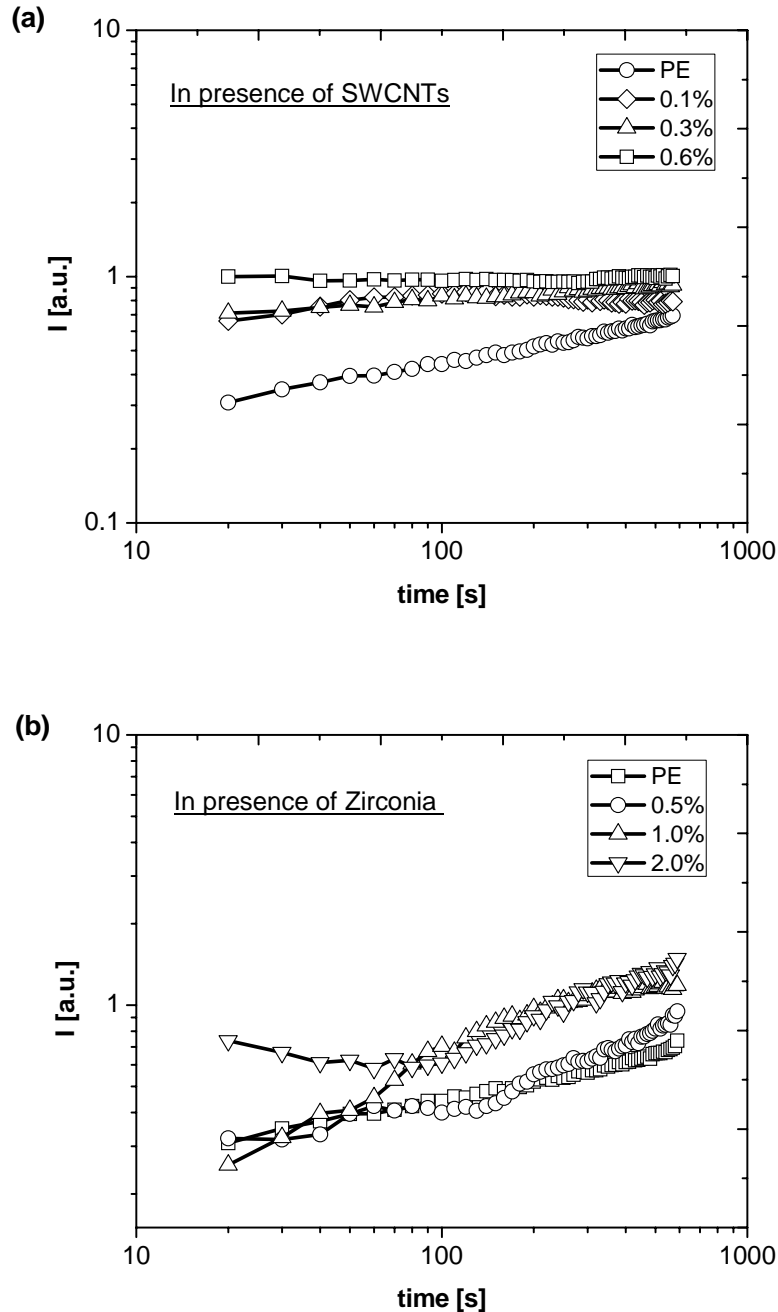 (a)
10
In presence of SWCNTs
PE
0.1%
0.3%
0.6%
1
I [a.u.]
0.1
10
100
1000
time [s]
(b)
10
In presence of Zirconia
PE
0.5%
1.0%
2.0%
1
I [a.u.]
10
100
1000
time [s]